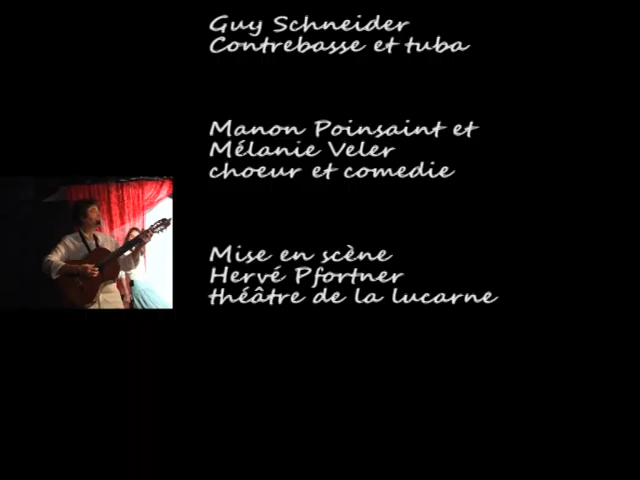 Guy Schneider
Contrebasse et tuba
Manon Poinsaint et
Mélanie Veler
choeur et comedie
Mise en scène
Hervé Pfortner
théâtre de la lucarne